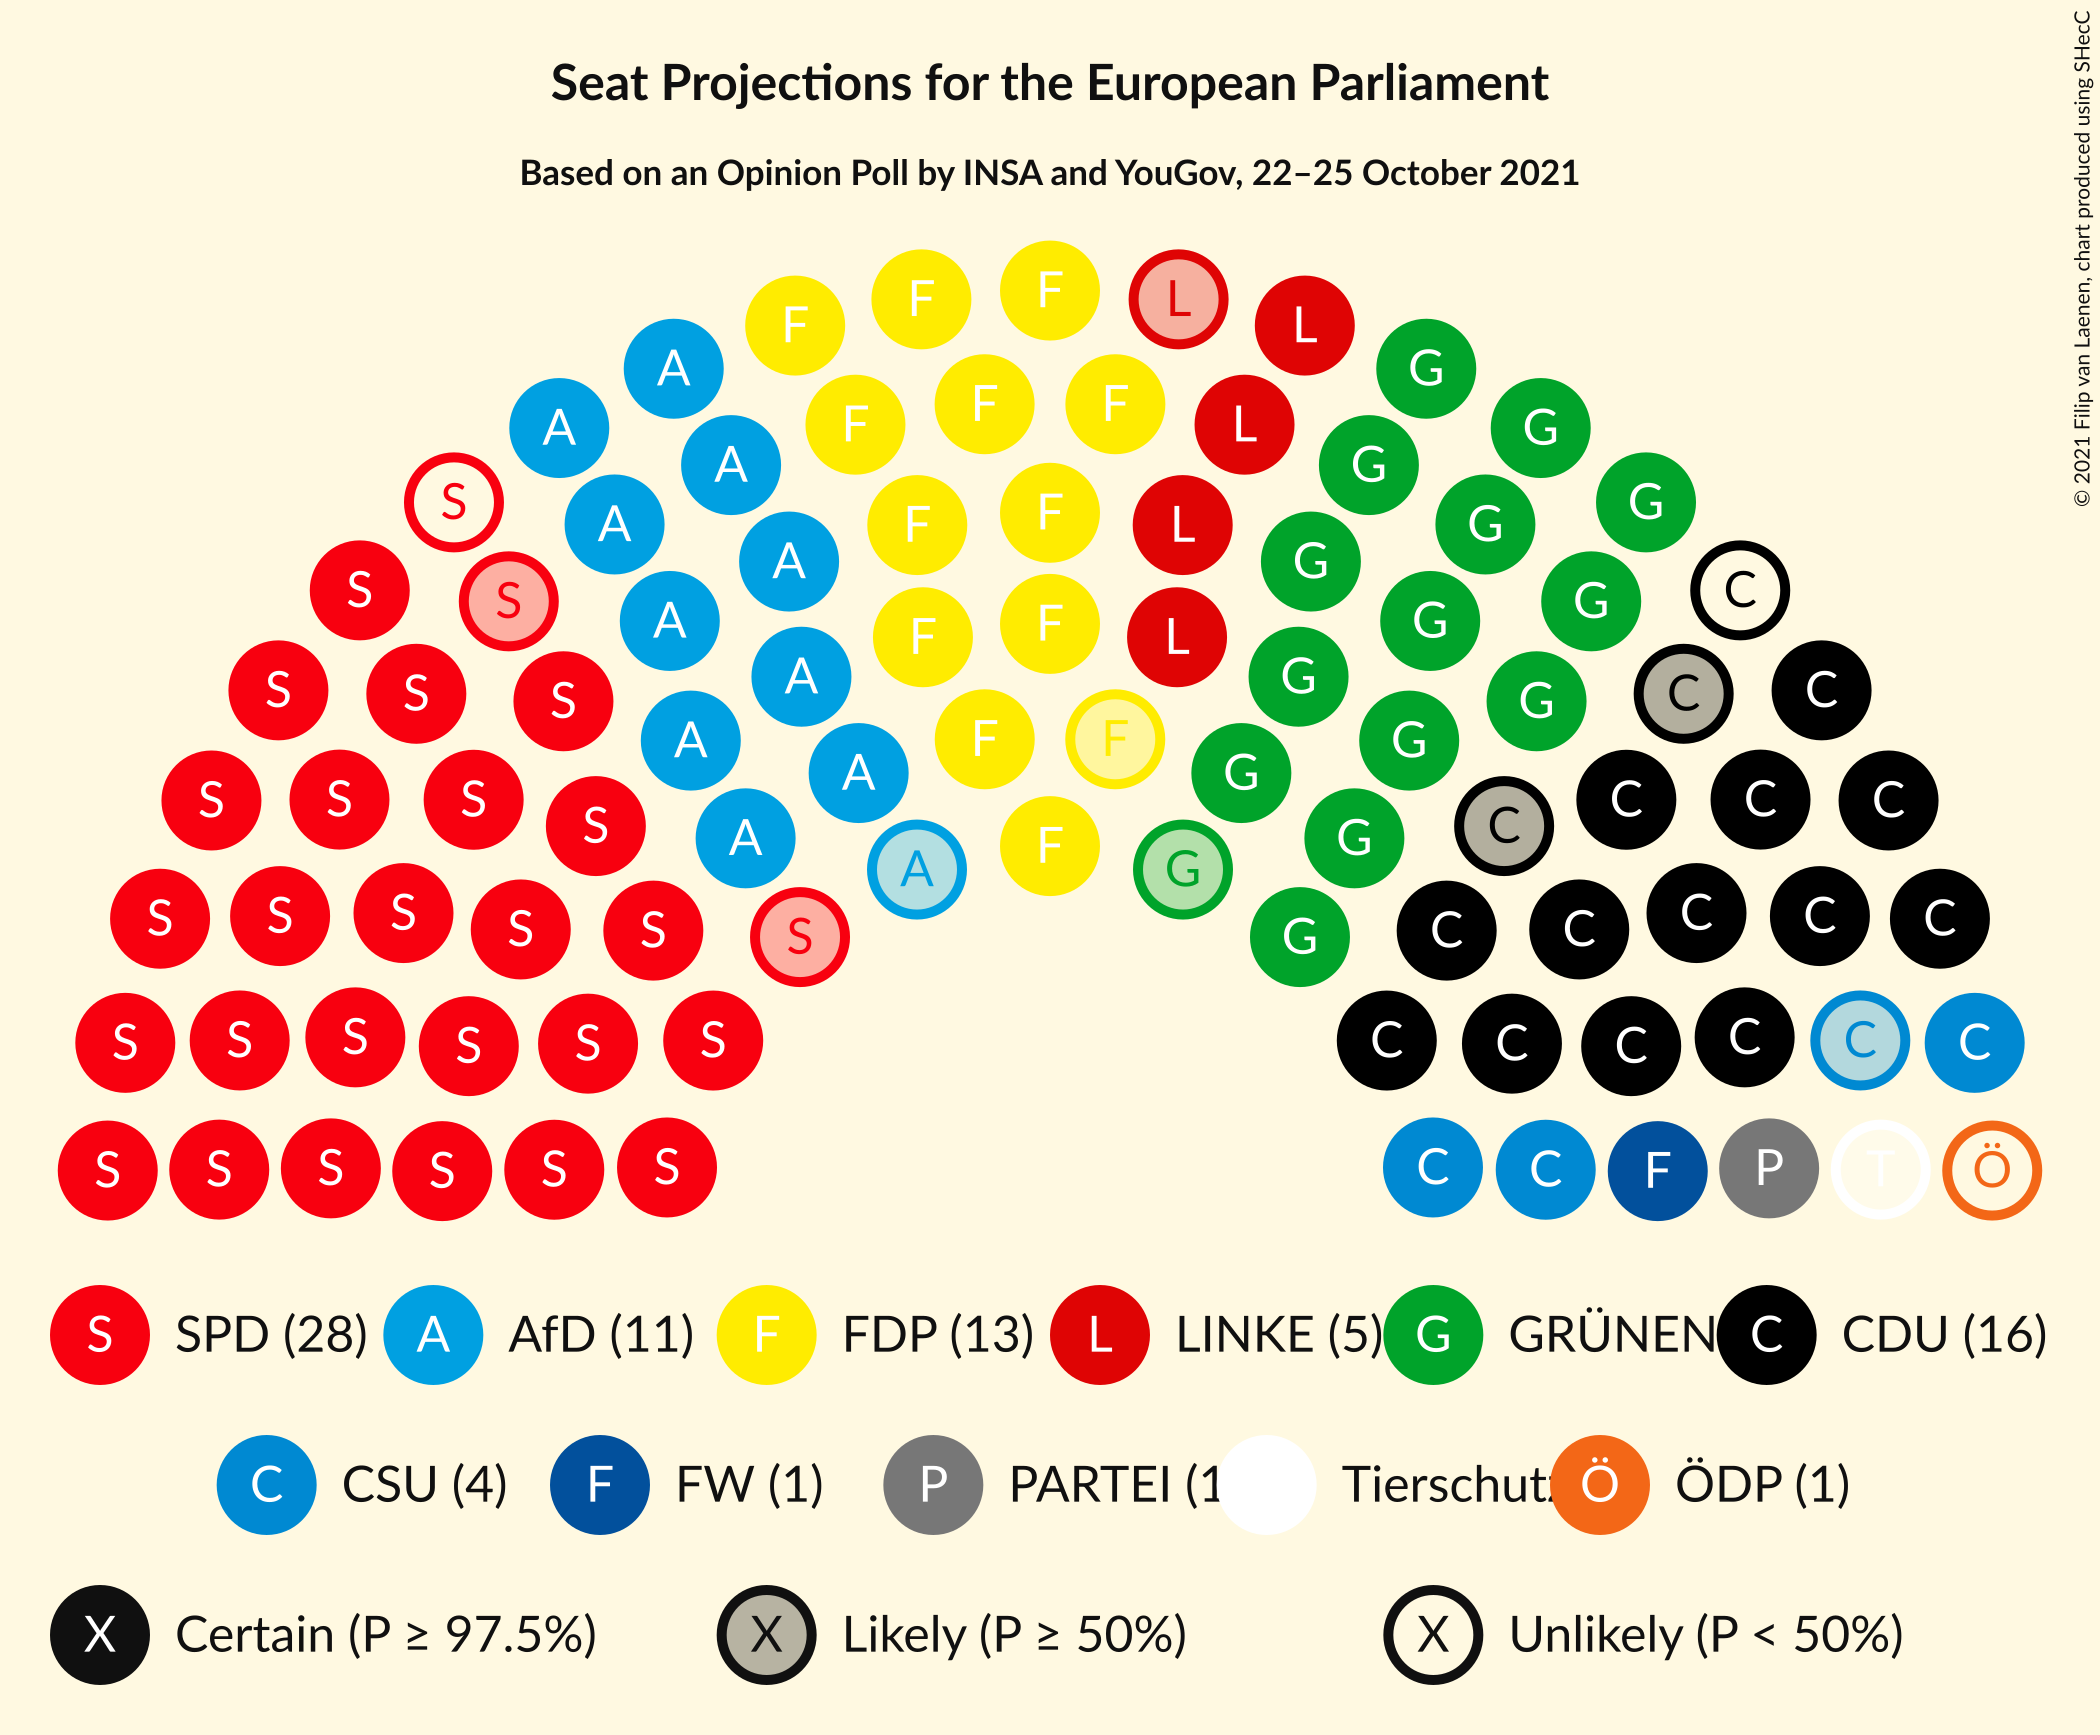 Seat Projections for the European Parliament
Based on an Opinion Poll by INSA and YouGov, 22–25 October 2021
© 2021 Filip van Laenen, chart produced using SHecC
F F F L L
A F F F L G
A A F F L G G
S A A F F L G G G
S S A A F F G G G C
S S S A A F G G G C C
S S S S A A A F G G C C C C
S S S S S S G C C C C C
S S S S S S C C C C C C
S S S S S S C C F P T Ö
S SPD (28) A AfD (11) F FDP (13) L LINKE (5) G GRÜNEN C CDU (16)
C CSU (4) F FW (1) P PARTEI (1 Tierschutz Ö ÖDP (1)
X Certain (P ≥ 97.5%) X Likely (P ≥ 50%) X Unlikely (P < 50%)